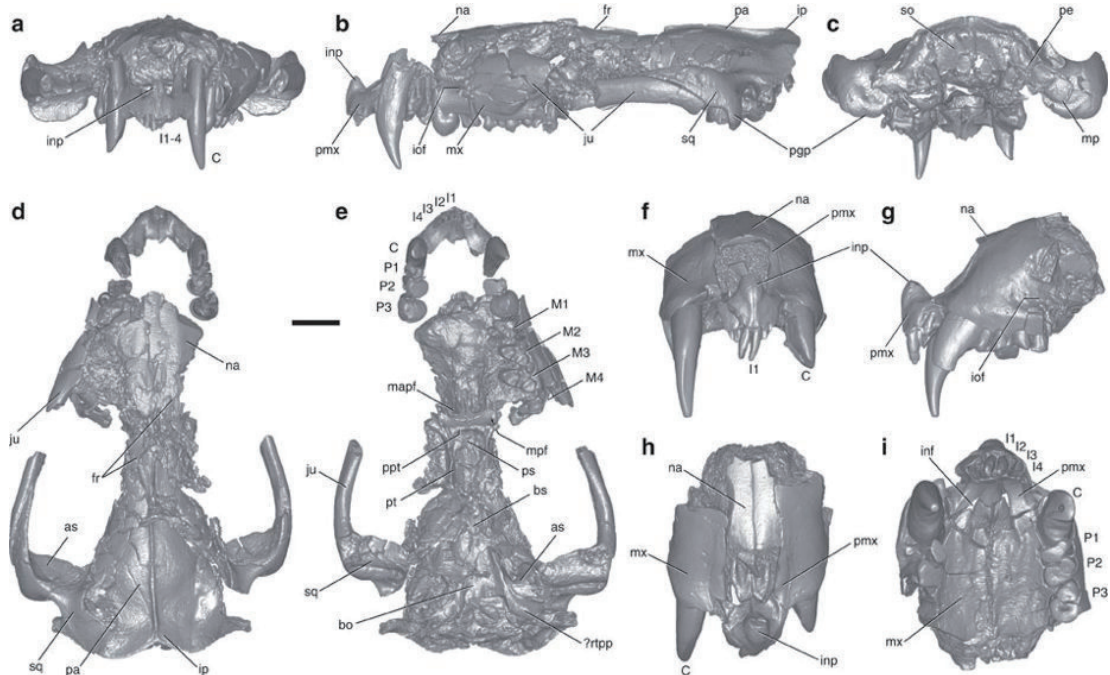 a
b
c
na
fr
pa
ip
so
pe
inp
inp
I1-4
C
pmx
iof
mx
ju
sq
pgp
mp
d
e
I4 I3 I2 I1
C
P1
P2
P3
M1
M2
M3
M4
na
mapf
ju
fr
ppt
pt
ps
mpf
bs
as
ju
as
sq
bo
?rtpp
sq
pa
ip
f
g
na
pmx
mx
inp
na
pmx
iof
I1
C
h
i
na
mx
pmx
C
inp
inf
I1
I2
I3
I4
pmx
C
P1
P2
P3
mx